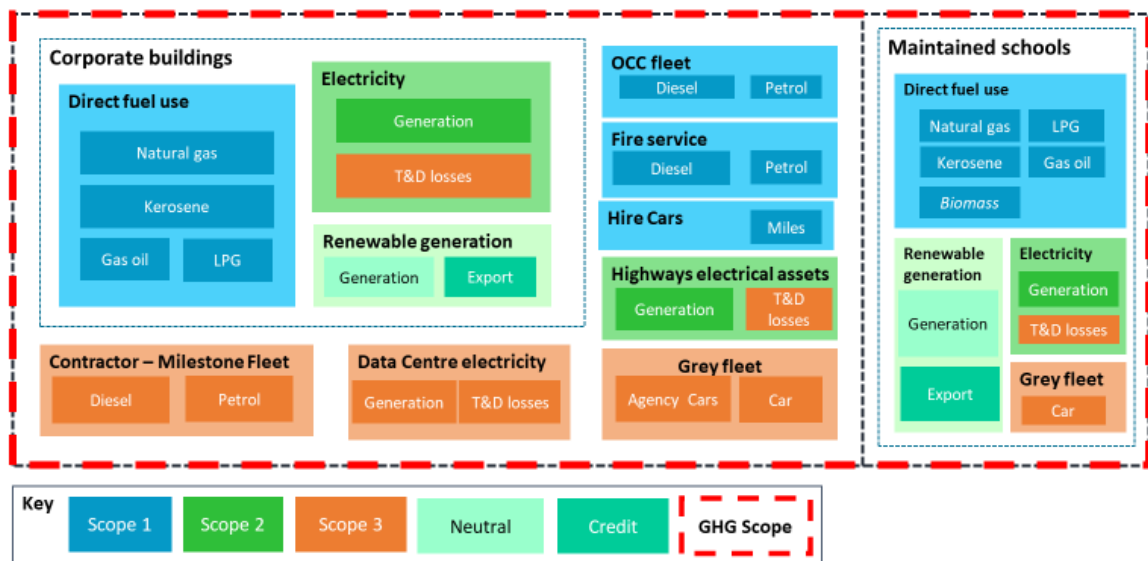 Corporate buildings
Direct fuel use
Natural gas
Kerosene
Gas oil
LPG
Electricity
Generation
T&D losses
Renewable generation
Generation
Export
OCC fleet
Diesel
Petrol
Fire service
Diesel
Petrol
Hire Cars
Miles
Highways electrical assets
Generation
T&D
losses
Contractor – Milestone Fleet
Diesel
Petrol
Data Centre electricity
Generation
T&D losses
Grey fleet
Agency Cars
Car
Maintained schools
Direct fuel use
Natural gas
LPG
Kerosene
Gas oil
Biomass
Renewable
generation
Generation
Export
Electricity
Generation
T&D losses
Grey fleet
Car
Key
Scope 1
Scope 2
Scope 3
Neutral
Credit
GHG Scope